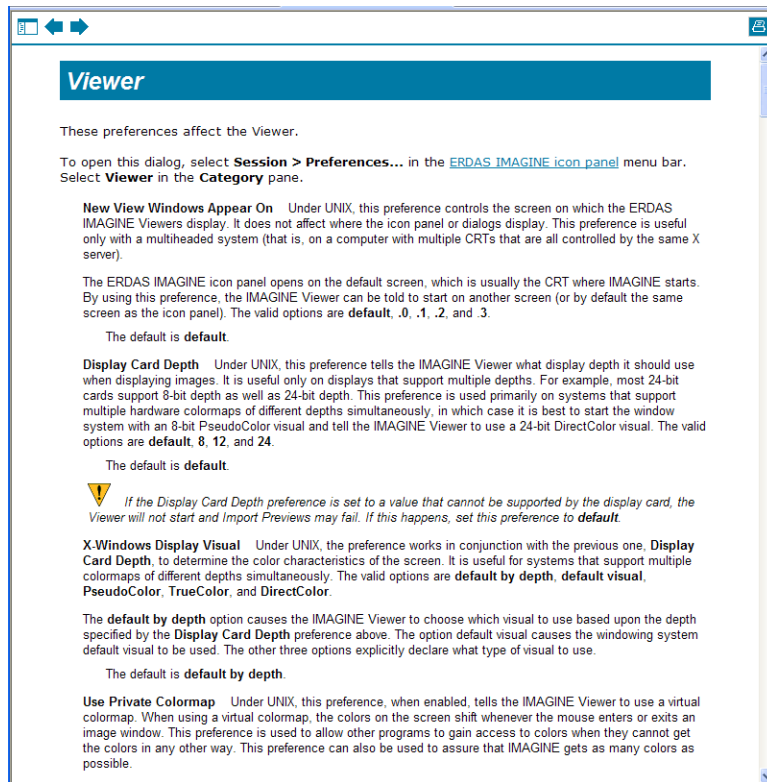 Viewer
These preferences affect the Viewer.
To open this dialog, select Session > Preferences... in the ERDAS IMAGINE icon panel menu bar.
Select Viewer in the Category pane.
New View Windows Appear On Under UNIX, this preference controls the screen on which the ERDAS
IMAGINE Viewers display. It does not affect where the icon panel or dialogs display. This preference is useful
only with a multiheaded system (that is, on a computer with multiple CRTs that are all controlled by the same X
server).
The ERDAS IMAGINE icon panel opens on the default screen, which is usually the CRT where IMAGINE starts.
By using this preference, the IMAGINE Viewer can be told to start on another screen (or by default the same
screen as the icon panel). The valid options are default, .0, .1, .2, and .3.
The default is default.
Display Card Depth Under UNIX, this preference tells the IMAGINE Viewer what display depth it should use
when displaying images. It is useful only on displays that support multiple depths. For example, most 24-bit
cards support 8-bit depth as well as 24-bit depth. This preference is used primarily on systems that support
multiple hardware colormaps of different depths simultaneously, in which case it is best to start the window
system with an 8-bit PseudoColor visual and tell the IMAGINE Viewer to use a 24-bit DirectColor visual. The valid
options are default, 8, 12, and 24.
The default is default.
If the Display Card Depth preference is set to a value that cannot be supported by the display card, the
Viewer will not start and Import Previews may fail. If this happens, set this preference to default.
X-Windows Display Visual Under UNIX, the preference works in conjunction with the previous one, Display
Card Depth, to determine the color characteristics of the screen. It is useful for systems that support multiple
colormaps of different depths simultaneously. The valid options are default by depth, default visual,
PseudoColor, TrueColor, and DirectColor.
The default by depth option causes the IMAGINE Viewer to choose which visual to use based upon the depth
specified by the Display Card Depth preference above. The option default visual causes the windowing system
default visual to be used. The other three options explicitly declare what type of visual to use.
The default is default by depth.
Use Private Colormap Under UNIX, this preference, when enabled, tells the IMAGINE Viewer to use a virtual
colormap. When using a virtual colormap, the colors on the screen shift whenever the mouse enters or exits an
image window. This preference is used to allow other programs to gain access to colors when they cannot get
the colors in any other way. This preference can also be used to assure that IMAGINE gets as many colors as
possible.